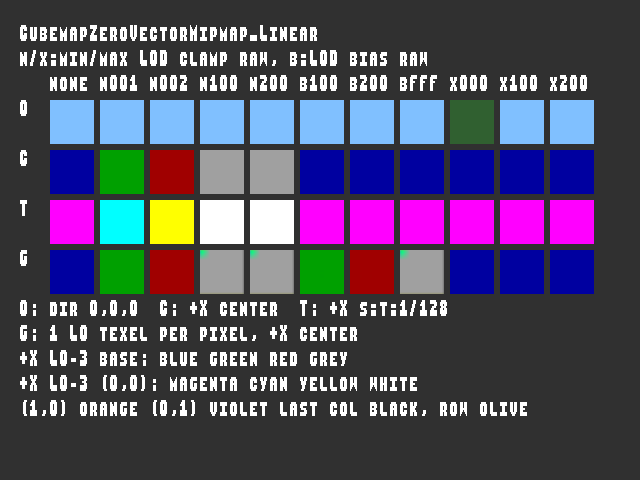 CubemapZeroVectorMipmap_Linear
N/X:MIN/MAX LOD CLAMP RAW, B:LOD BIAS RAW
NONE N001 N002 N100 N200 B100 B200 BFFF X000 X100 X200
0
C
T
G
0: DIR 0,0,0 C: +X CENTER T: +X S=T=1/128
G: 1 L0 TEXEL PER PIXEL, +X CENTER
+X L0-3 BASE: BLUE GREEN RED GREY
+X L0-3 (0,0): MAGENTA CYAN YELLOW WHITE
(1,0) ORANGE (0,1) VIOLET LAST COL BLACK, ROW OLIVE